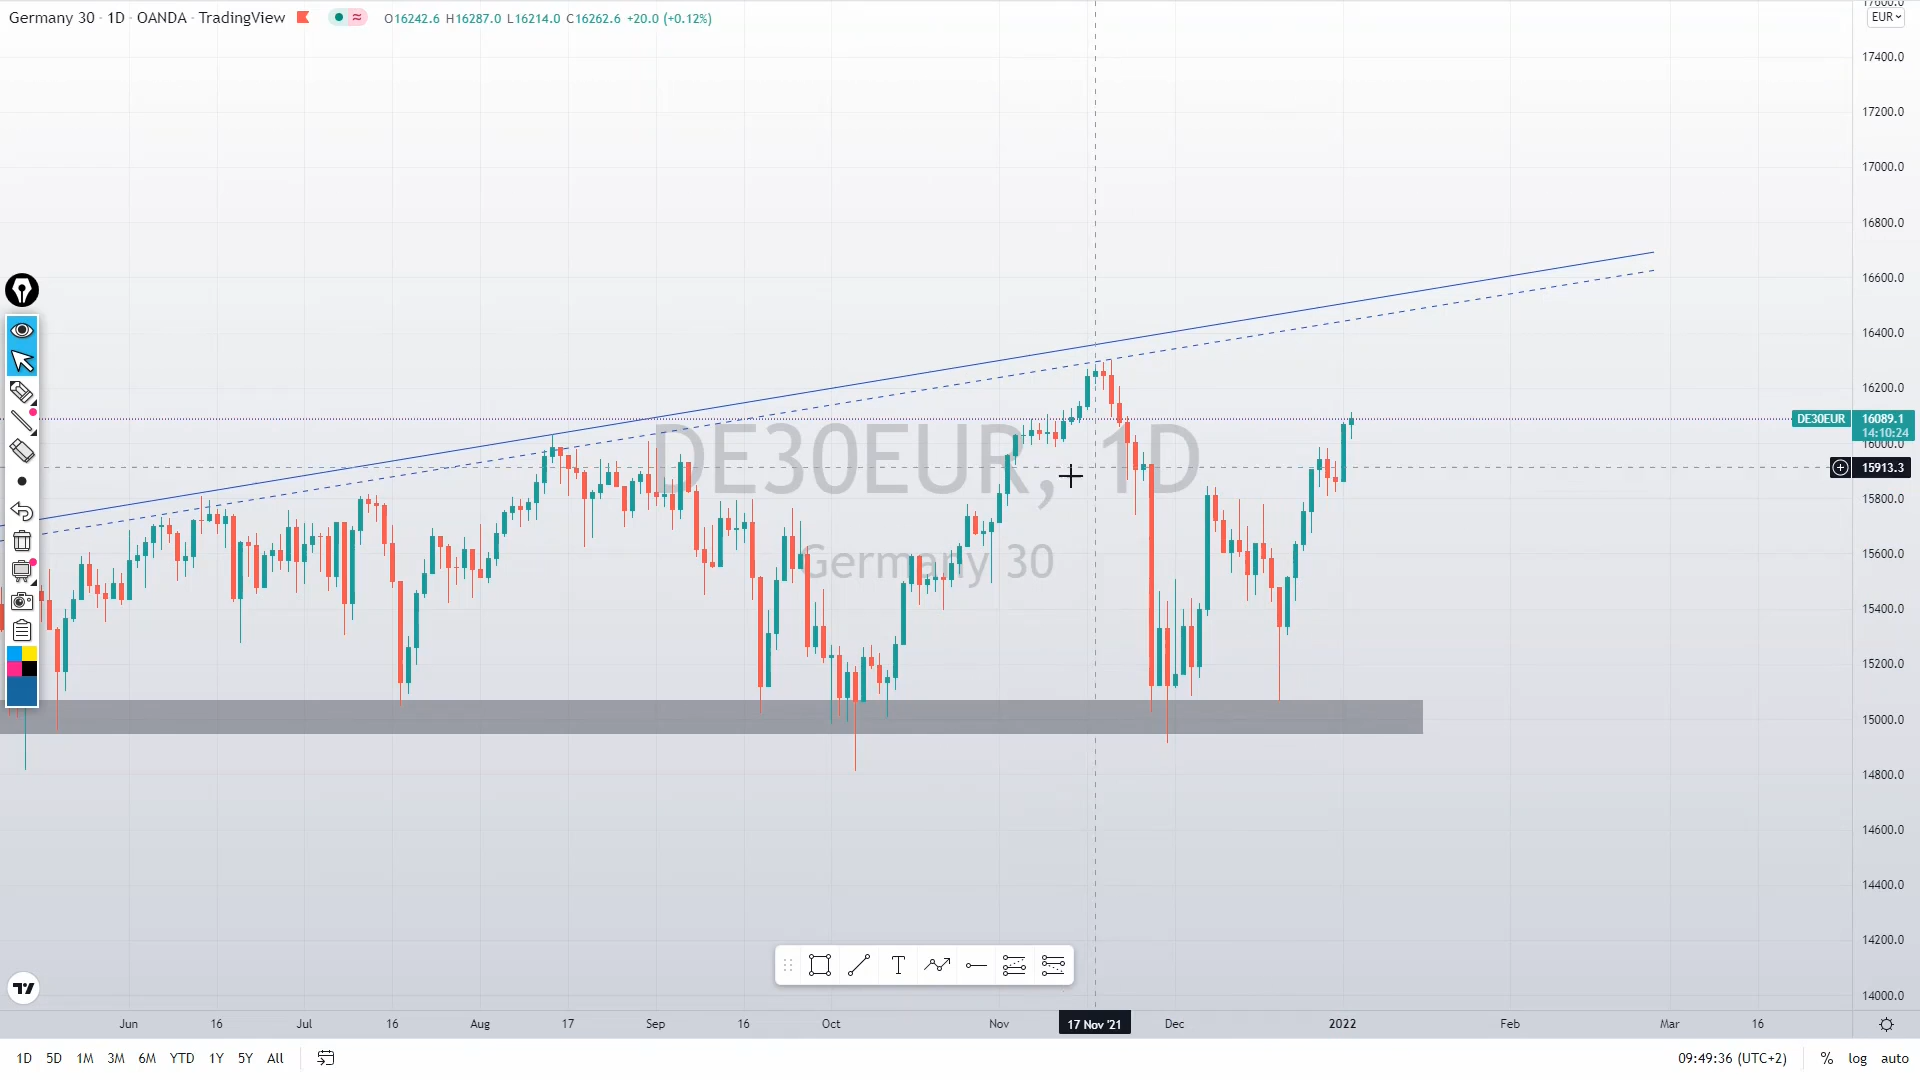 Germany 30 · 1D · OANDA · TradingView O16242.6 H16287.0 L16214.0 C16262.6 +20.0 (+0.12%)
17600.0
EUR
17400.0
17200.0
17000.0
16800.0
16600.0
16400.0
16200.0
DE30EUR 16089.1
14:10:24
16000.0
15913.3
15800.0
15600.0
15400.0
15200.0
15000.0
14800.0
14600.0
14400.0
14200.0
14000.0
DE30EUR, 1D
Germany 30
T
Jun 16 Jul 16 Aug 17 Sep 16 Oct Nov 17 Nov '21 Dec 2022 Feb Mar 16
1D 5D 1M 3M 6M YTD 1Y 5Y All 09:49:36 (UTC+2) % log auto